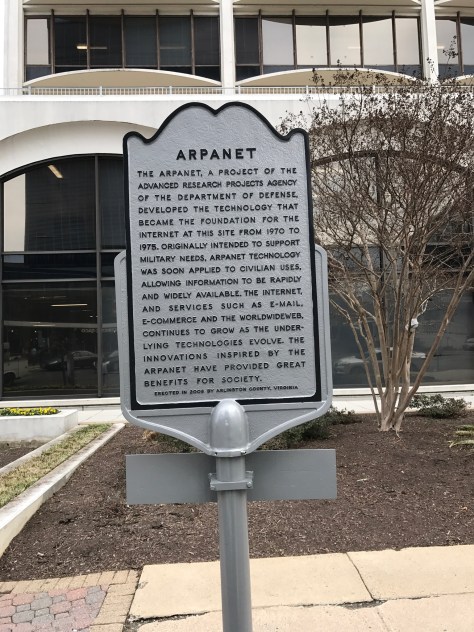 ARPANET
THE ARPANET, A PROJECT OF THE
ADVANCED RESEARCH PROJECTS AGENCY
OF THE DEPARTMENT OF DEFENSE,
DEVELOPED THE TECHNOLOGY THAT
BECAME THE FOUNDATION FOR THE
INTERNET AT THIS SITE FROM 1970 TO
1975. ORIGINALLY INTENDED TO SUPPORT
MILITARY NEEDS, ARPANET TECHNOLOGY
WAS SOON APPLIED TO CIVILIAN USES,
ALLOWING INFORMATION TO BE RAPIDLY
AND WIDELY AVAILABLE. THE INTERNET,
AND SERVICES SUCH AS E-MAIL,
E-COMMERCE AND THE WORLDWIDEWEB,
CONTINUES TO GROW AS THE UNDER-
LYING TECHNOLOGIES EVOLVE. THE
INNOVATIONS INSPIRED BY THE
ARPANET HAVE PROVIDED GREAT
BENEFITS FOR SOCIETY.
ERECTED IN 2008 BY ARLINGTON COUNTY, VIRGINIA